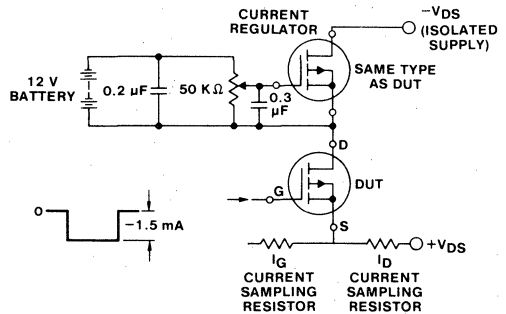 CURRENT
REGULATOR
−VDS
(ISOLATED
SUPPLY)
SAME TYPE
AS DUT
12 V
BATTERY
0.2 µF
50 KΩ
0.3
µF
D
DUT
G
S
0
−1.5 mA
+VDS
IG
CURRENT
SAMPLING
RESISTOR
ID
CURRENT
SAMPLING
RESISTOR